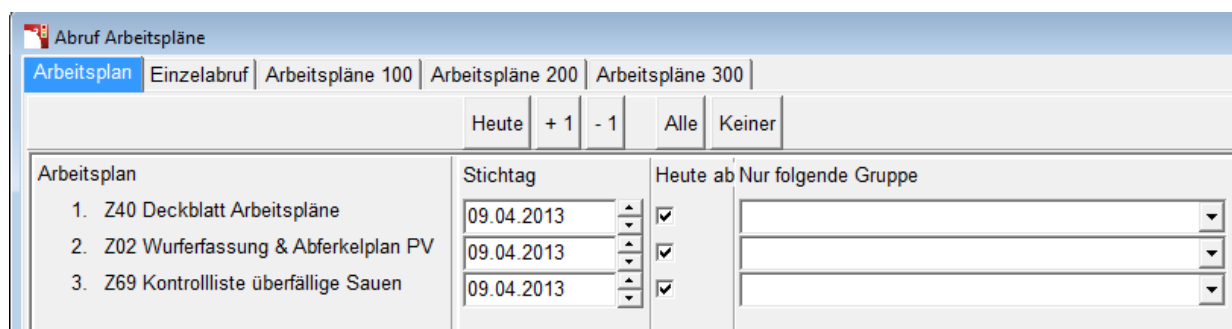 Abruf Arbeitspläne
Arbeitsplan Einzelabruf Arbeitspläne 100 Arbeitspläne 200 Arbeitspläne 300
Heute + 1 - 1 Alle Keiner
Arbeitsplan Stichtag Heute ab Nur folgende Gruppe
1. Z40 Deckblatt Arbeitspläne 09.04.2013
2. Z02 Wurferfassung & Abferkelplan PV 09.04.2013
3. Z69 Kontrollliste überfällige Sauen 09.04.2013